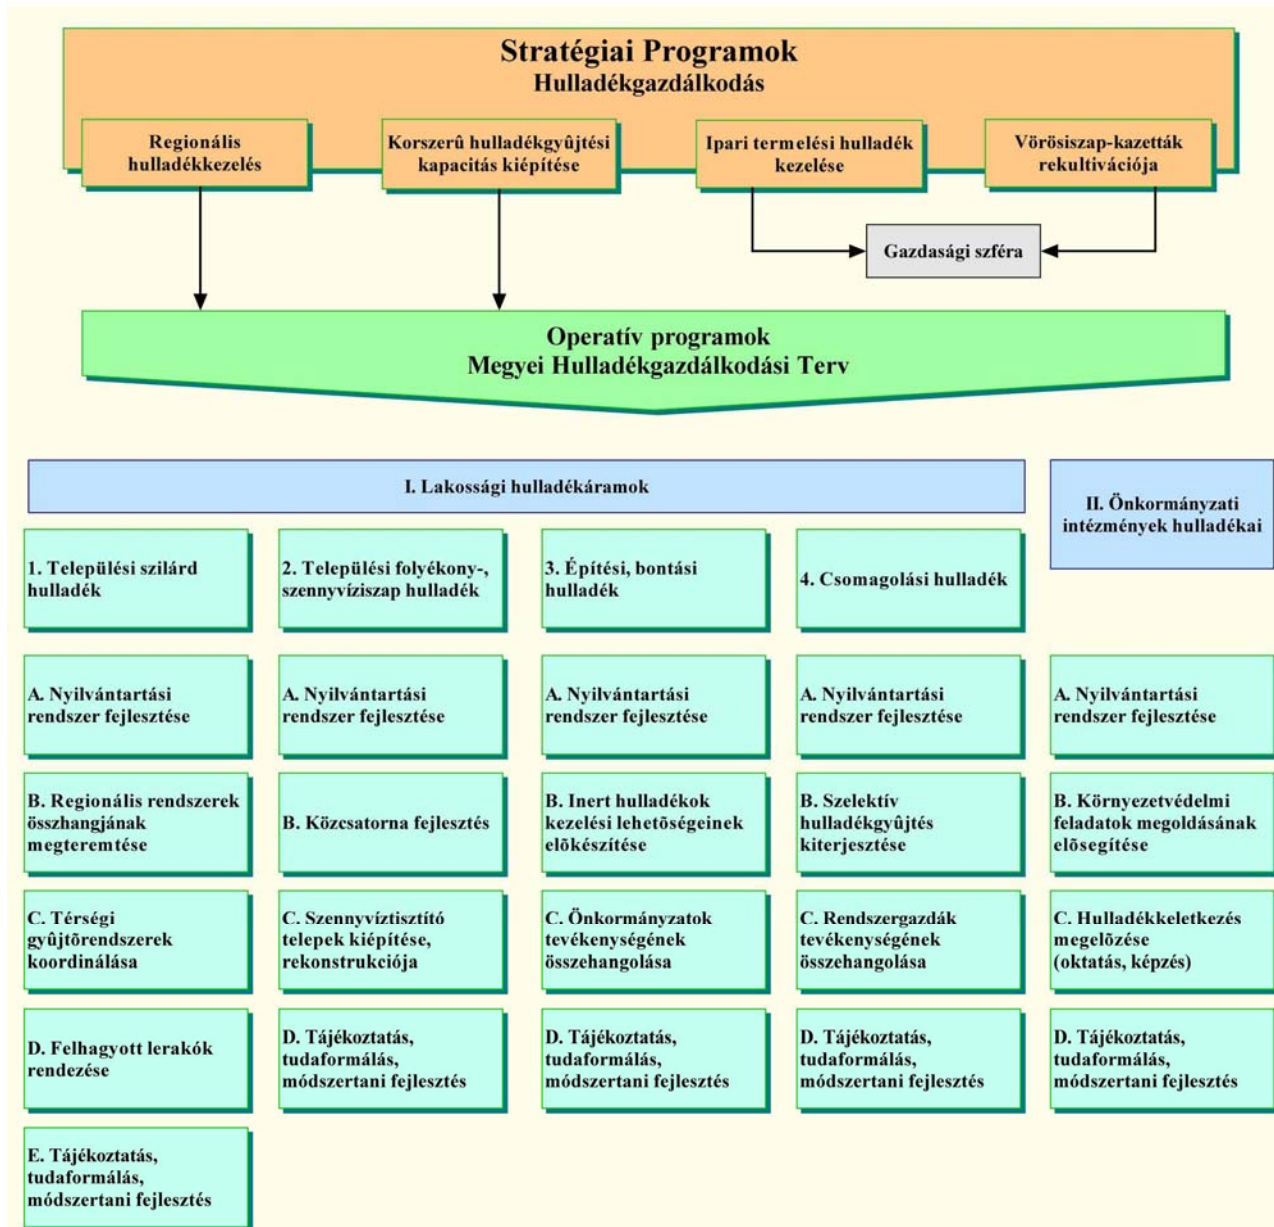 Stratégiai Programok
Hulladékgazdálkodás
Regionális
hulladékkezelés
Korszerû hulladékgyûjtési
kapacitás kiépítése
Ipari termelési hulladék
kezelése
Vörösiszap-kazetták
rekultivációja
Gazdasági szféra
Operatív programok
Megyei Hulladékgazdálkodási Terv
I. Lakossági hulladékáramok
II. Önkormányzati
intézmények hulladékai
1. Települési szilárd
hulladék
2. Települési folyékony-,
szennyvíziszap hulladék
3. Építési, bontási
hulladék
4. Csomagolási hulladék
A. Nyilvántartási
rendszer fejlesztése
A. Nyilvántartási
rendszer fejlesztése
A. Nyilvántartási
rendszer fejlesztése
A. Nyilvántartási
rendszer fejlesztése
A. Nyilvántartási
rendszer fejlesztése
B. Regionális rendszerek
összhangjának
megteremtése
B. Közcsatorna fejlesztés
B. Inert hulladékok
kezelési lehetõségeinek
elõkészítése
B. Szelektív
hulladékgyûjtés
kiterjesztése
B. Környezetvédelmi
feladatok megoldásának
elõsegítése
C. Térségi
gyûjtõrendszerek
koordinálása
C. Szennyvíztisztító
telepek kiépítése,
rekonstrukciója
C. Önkormányzatok
tevékenységének
összehangolása
C. Rendszergazdák
tevékenységének
összehangolása
C. Hulladékkeletkezés
megelõzése
(oktatás, képzés)
D. Felhagyott lerakók
rendezése
D. Tájékoztatás,
tudaformálás,
módszertani fejlesztés
D. Tájékoztatás,
tudaformálás,
módszertani fejlesztés
D. Tájékoztatás,
tudaformálás,
módszertani fejlesztés
D. Tájékoztatás,
tudaformálás,
módszertani fejlesztés
E. Tájékoztatás,
tudaformálás,
módszertani fejlesztés